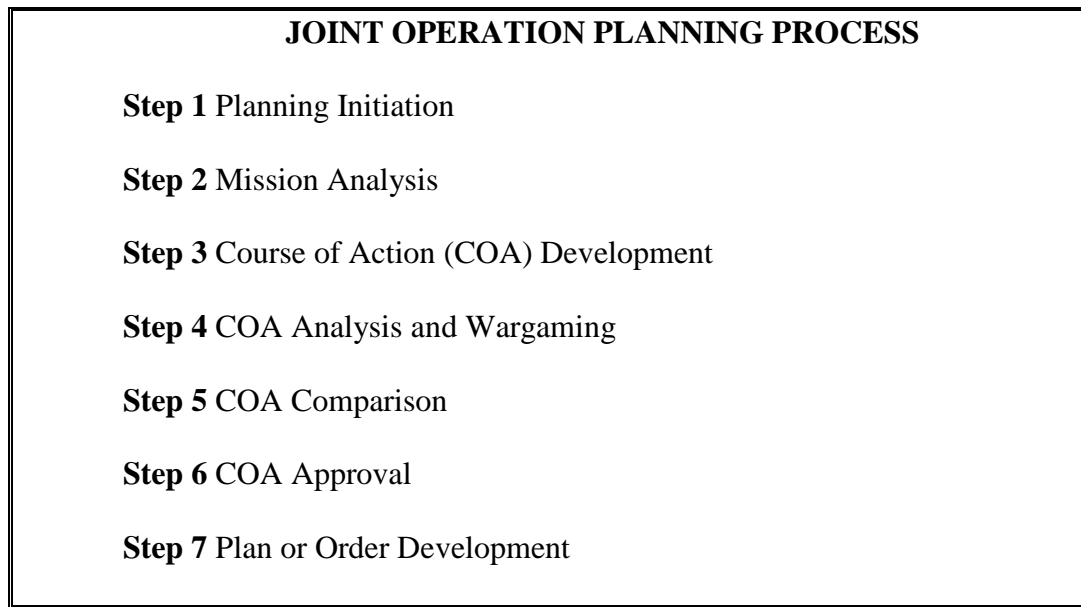 JOINT OPERATION PLANNING PROCESS
Step 1 Planning Initiation
Step 2 Mission Analysis
Step 3 Course of Action (COA) Development
Step 4 COA Analysis and Wargaming
Step 5 COA Comparison
Step 6 COA Approval
Step 7 Plan or Order Development